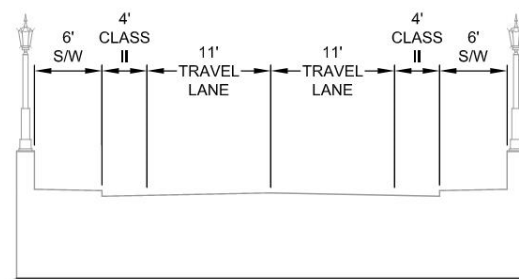 6'
S/W
4'
CLASS
II
11'
TRAVEL
LANE
11'
TRAVEL
LANE
4'
CLASS
II
6'
S/W